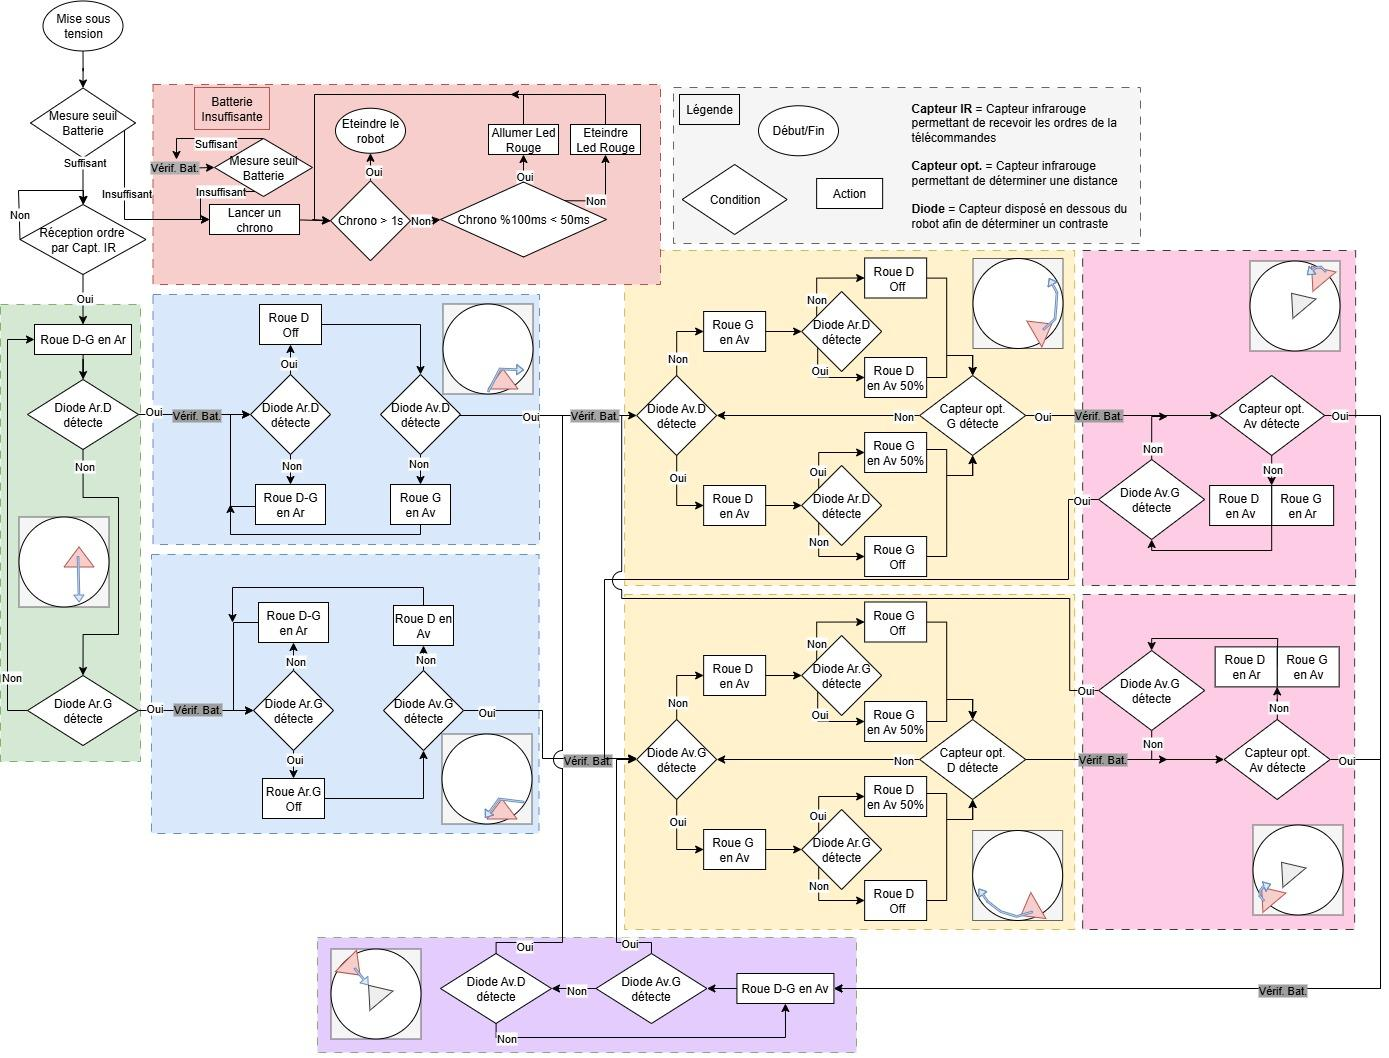 Mise sous
tension
Mesure seuil
Batterie
Suffisant
Insuffisant
Non
Réception ordre
par Capt. IR
Oui
Batterie
Insuffisante
Suffisant
Vérif. Bat.
Mesure seuil
Batterie
Insuffisant
Lancer un
chrono
Eteindre le
robot
Oui
Chrono > 1s
Non
Allumer Led
Rouge
Eteindre
Led Rouge
Oui
Non
Chrono %100ms < 50ms
Légende
Début/Fin
Condition
Action
Capteur IR = Capteur infrarouge
permettant de recevoir les ordres de la
télécommandes
Capteur opt. = Capteur infrarouge
permettant de déterminer une distance
Diode = Capteur disposé en dessous du
robot afin de déterminer un contraste
Roue D-G en Ar
Diode Ar.D
détecte
Oui
Non
Non
Diode Ar.G
détecte
Oui
Vérif. Bat.
Roue D
Off
Oui
Diode Ar.D
détecte
Non
Roue D-G
en Ar
Diode Av.D
détecte
Non
Roue G
en Av
Oui
Vérif. Bat.
Vérif. Bat.
Roue D-G
en Ar
Non
Diode Ar.G
détecte
Oui
Roue Ar.G
Off
Roue D en
Av
Non
Diode Av.G
détecte
Oui
Vérif. Bat.
Diode Av.D
détecte
Non
Roue G
en Av
Diode Ar.D
détecte
Non
Roue D
Off
Oui
Roue D
en Av 50%
Non
Capteur opt.
G détecte
Oui
Oui
Roue D
en Av
Diode Ar.D
détecte
Oui
Roue G
en Av 50%
Non
Roue G
Off
Vérif. Bat.
Capteur opt.
Av détecte
Oui
Non
Roue D
en Av
Roue G
en Ar
Non
Diode Av.G
détecte
Oui
Diode Av.G
détecte
Non
Roue D
en Av
Diode Ar.G
détecte
Non
Roue G
Off
Oui
Roue G
en Av 50%
Non
Capteur opt.
D détecte
Oui
Roue G
en Av
Diode Ar.G
détecte
Oui
Roue D
en Av 50%
Non
Roue D
Off
Vérif. Bat.
Oui
Diode Av.G
détecte
Non
Roue D
en Ar
Roue G
en Av
Non
Capteur opt.
Av détecte
Oui
Oui
Diode Av.D
détecte
Non
Oui
Diode Av.G
détecte
Non
Roue D-G en Av
Vérif. Bat.